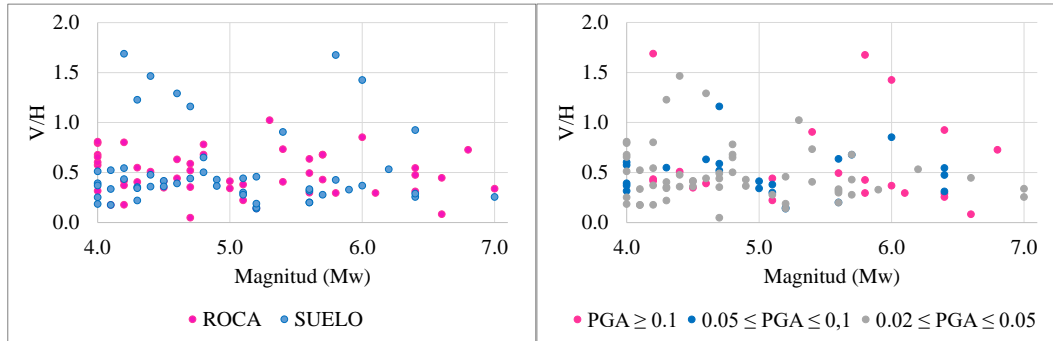 2.0
1.5
1.0
0.5
0.0
V/H
4.0 5.0 6.0 7.0
Magnitud (Mw)
ROCA SUELO
2.0
1.5
1.0
0.5
0.0
V/H
4.0 5.0 6.0 7.0
Magnitud (Mw)
PGA ≥ 0.1 0.05 ≤ PGA ≤ 0,1 0.02 ≤ PGA ≤ 0.05